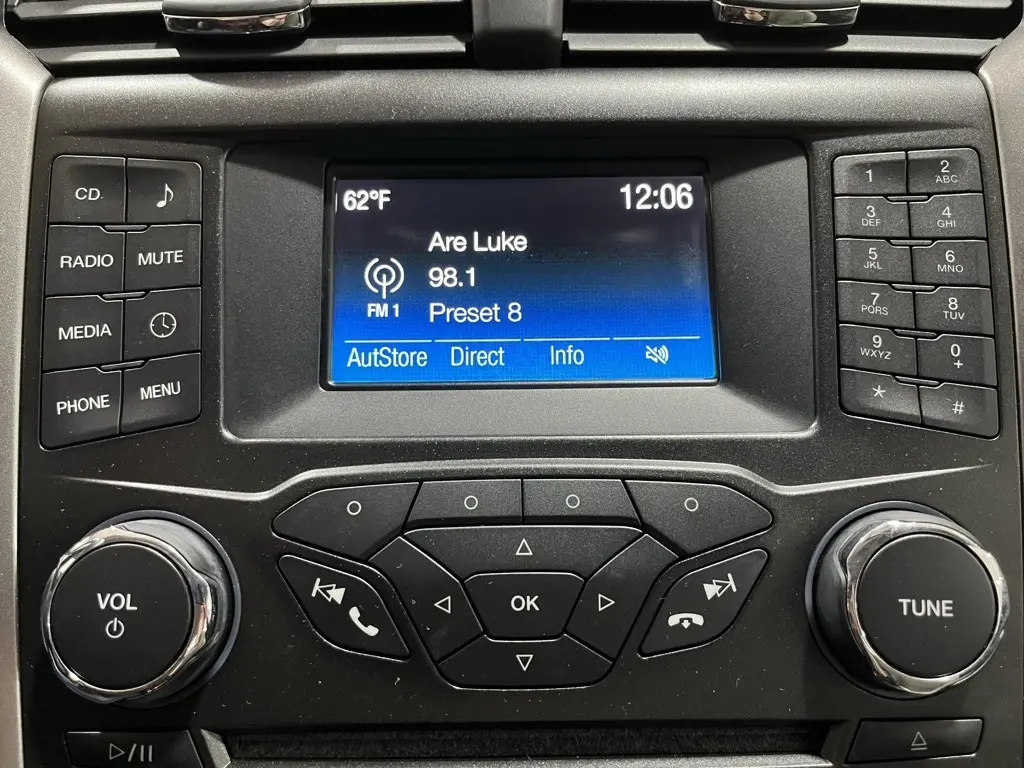 62°F
12:06
Are Luke
98.1
FM 1
Preset 8
AutStore Direct Info
CD
RADIO MUTE
MEDIA
PHONE MENU
1 2 ABC
3 DEF 4 GHI
5 JKL 6 MNO
7 PQRS 8 TUV
9 WXYZ 0 +
* #
VOL
OK
TUNE